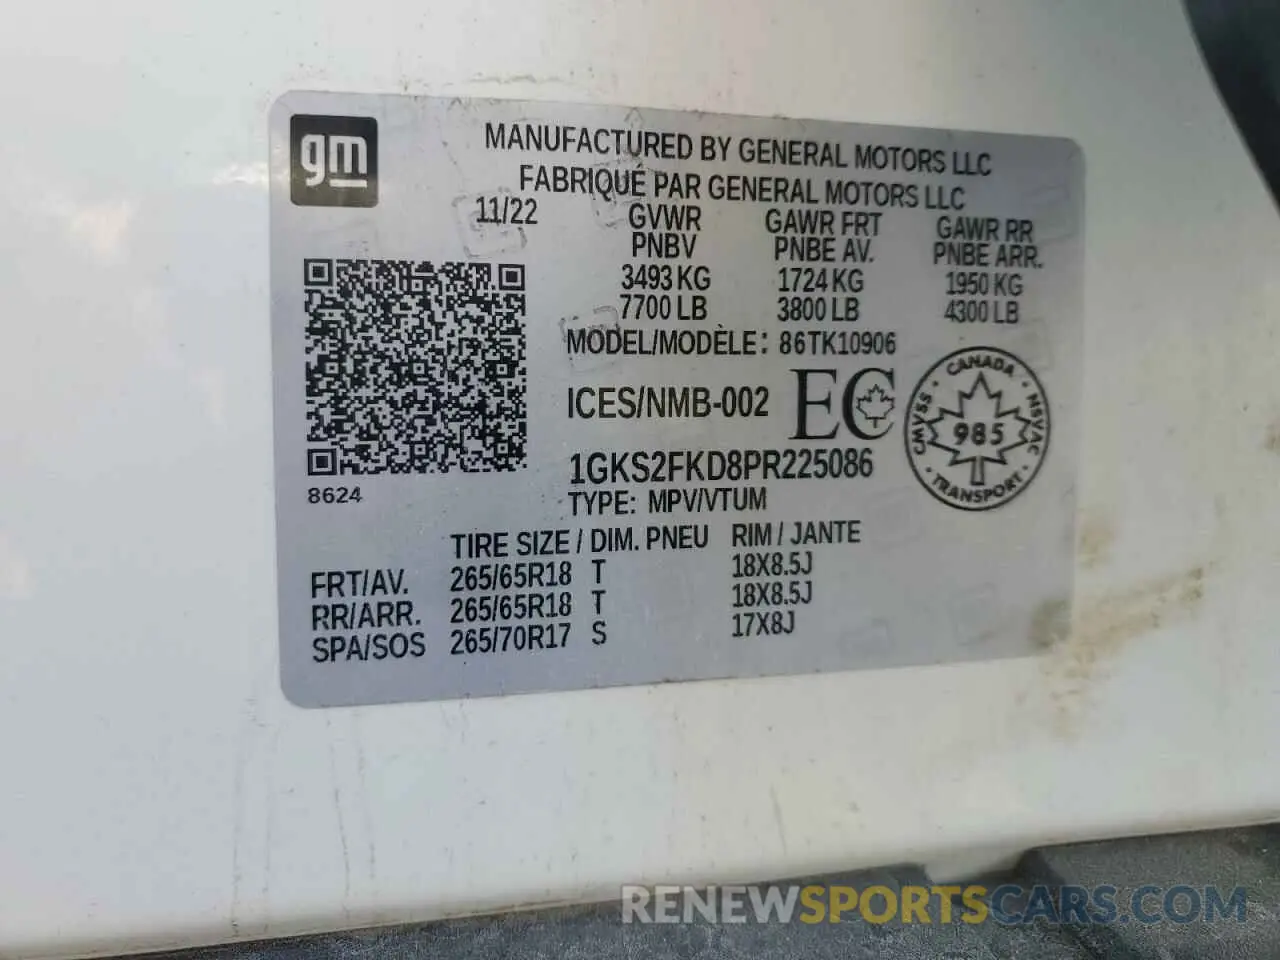 gm
MANUFACTURED BY GENERAL MOTORS LLC
FABRIQUÉ PAR GENERAL MOTORS LLC
11/22 GVWR GAWR FRT GAWR RR
PNBV PNBE AV. PNBE ARR.
3493 KG 1724 KG 1950 KG
7700 LB 3800 LB 4300 LB
MODEL/MODÈLE: 86TK10906
ICES/NMB-002 EC
CANADA
CMVSS 985 NSVAC
TRANSPORT
1GKS2FKD8PR225086
8624
TYPE: MPV/VTUM
TIRE SIZE / DIM. PNEU RIM / JANTE
FRT/AV. 265/65R18 T 18X8.5J
RR/ARR. 265/65R18 T 18X8.5J
SPA/SOS 265/70R17 S 17X8J
RENEWSPORTSCARS.COM